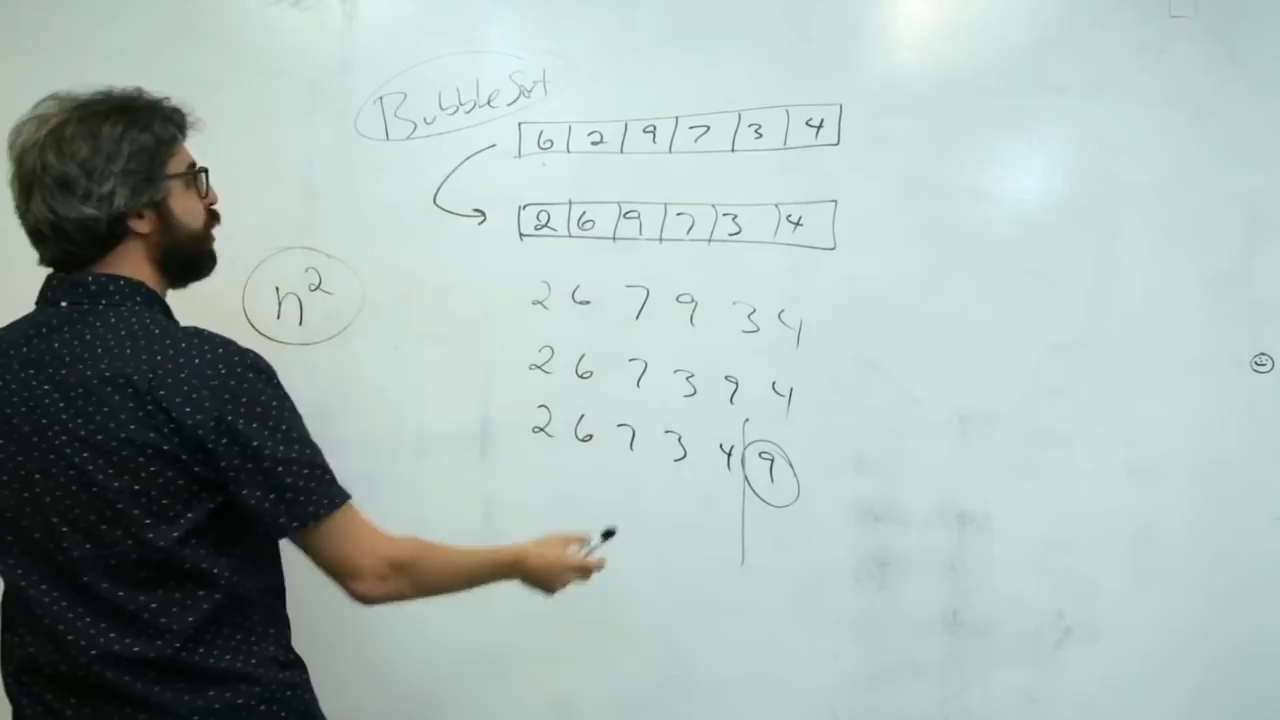 BubbleSort
6 2 9 7 3 4
2 6 9 7 3 4
n²
2 6 7 9 3 4
2 6 7 3 9 4
2 6 7 3 4 9